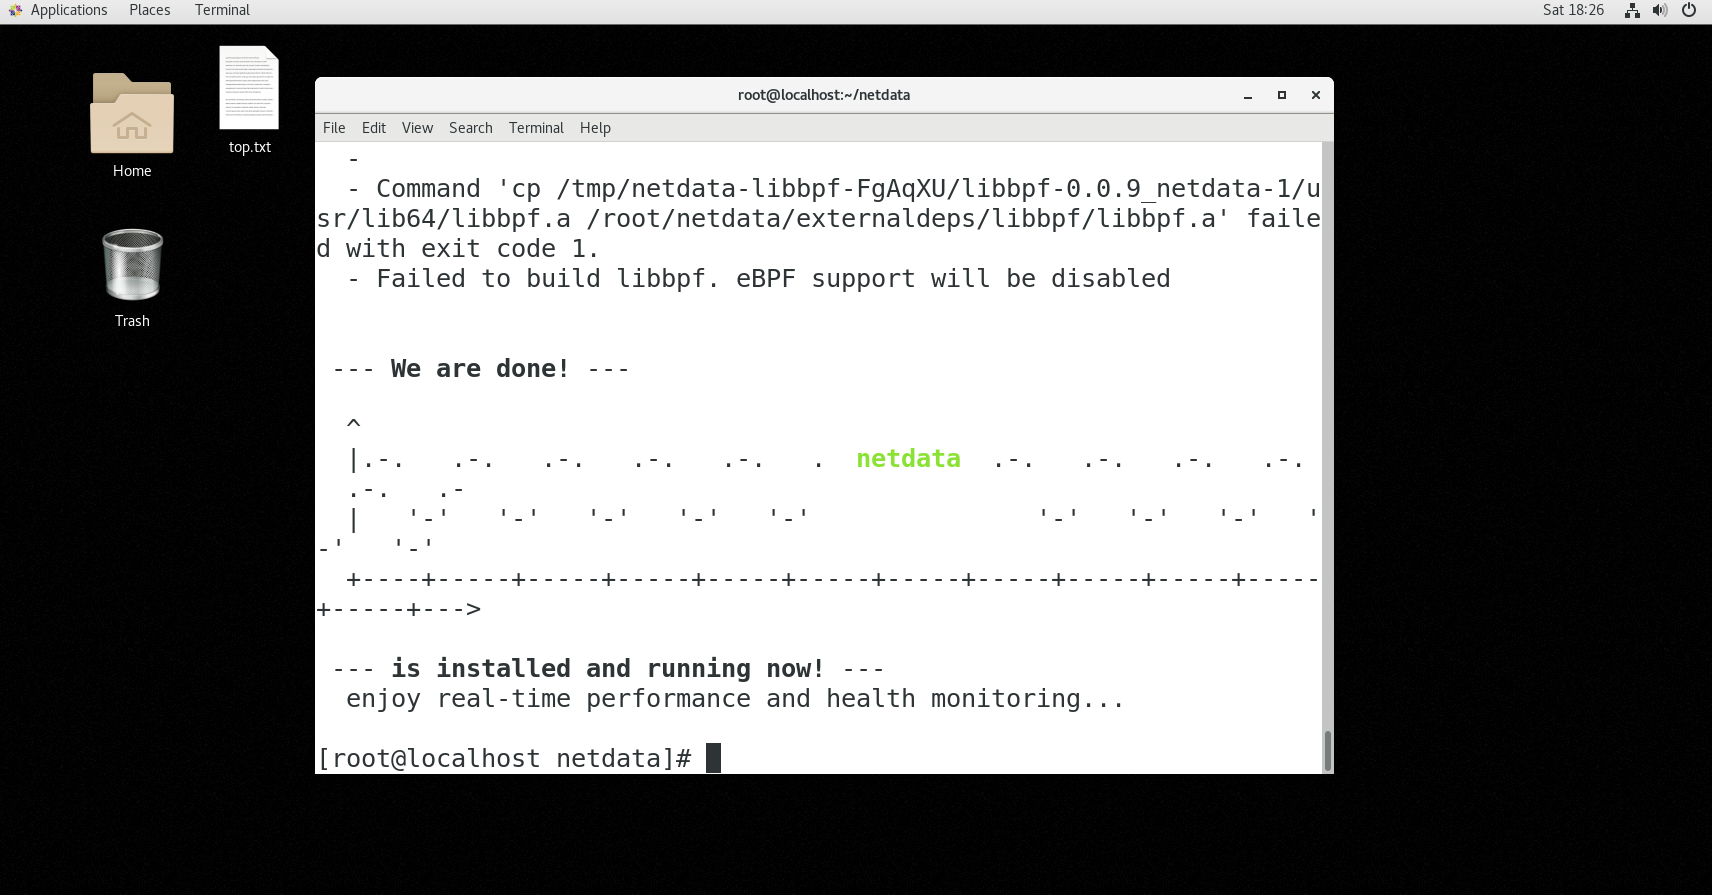 Applications Places Terminal Sat 18:26
Home
top.txt
Trash
root@localhost:~/netdata
File Edit View Search Terminal Help
  -
  - Command 'cp /tmp/netdata-libbpf-FgAqXU/libbpf-0.0.9_netdata-1/u
sr/lib64/libbpf.a /root/netdata/externaldeps/libbpf/libbpf.a' faile
d with exit code 1.
  - Failed to build libbpf. eBPF support will be disabled
 --- We are done! ---
  ^
  |.-.   .-.   .-.   .-.   .-.   .  netdata  .-.   .-.   .-.   .-.
  .-.   .-
  |   '-'   '-'   '-'   '-'   '-'               '-'   '-'   '-'   '
-'   '-'
  +----+-----+-----+-----+-----+-----+-----+-----+-----+-----+-----
+-----+--->
 --- is installed and running now! ---
  enjoy real-time performance and health monitoring...
[root@localhost netdata]#